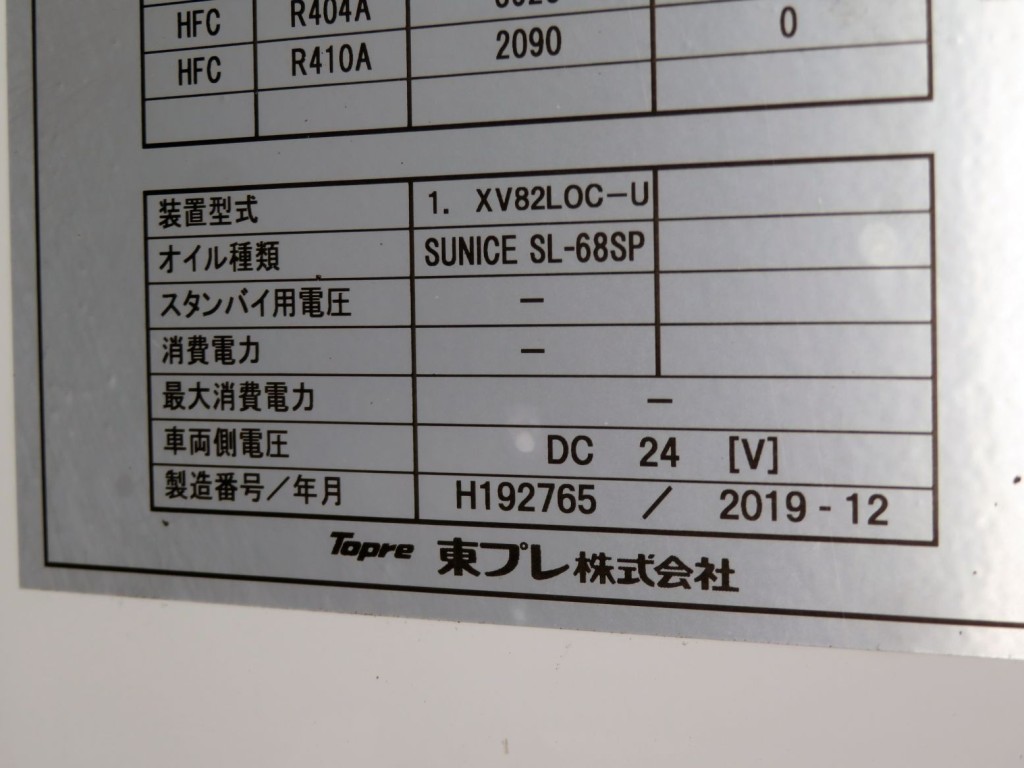 HFC R404A 0
HFC R410A 2090
装置型式 1. XV82LOC-U
オイル種類 SUNICE SL-68SP
スタンバイ用電圧 ー
消費電力 ー
最大消費電力 ー
車両側電圧 DC 24 [V]
製造番号/年月 H192765 / 2019 - 12
Topre 東プレ株式会社